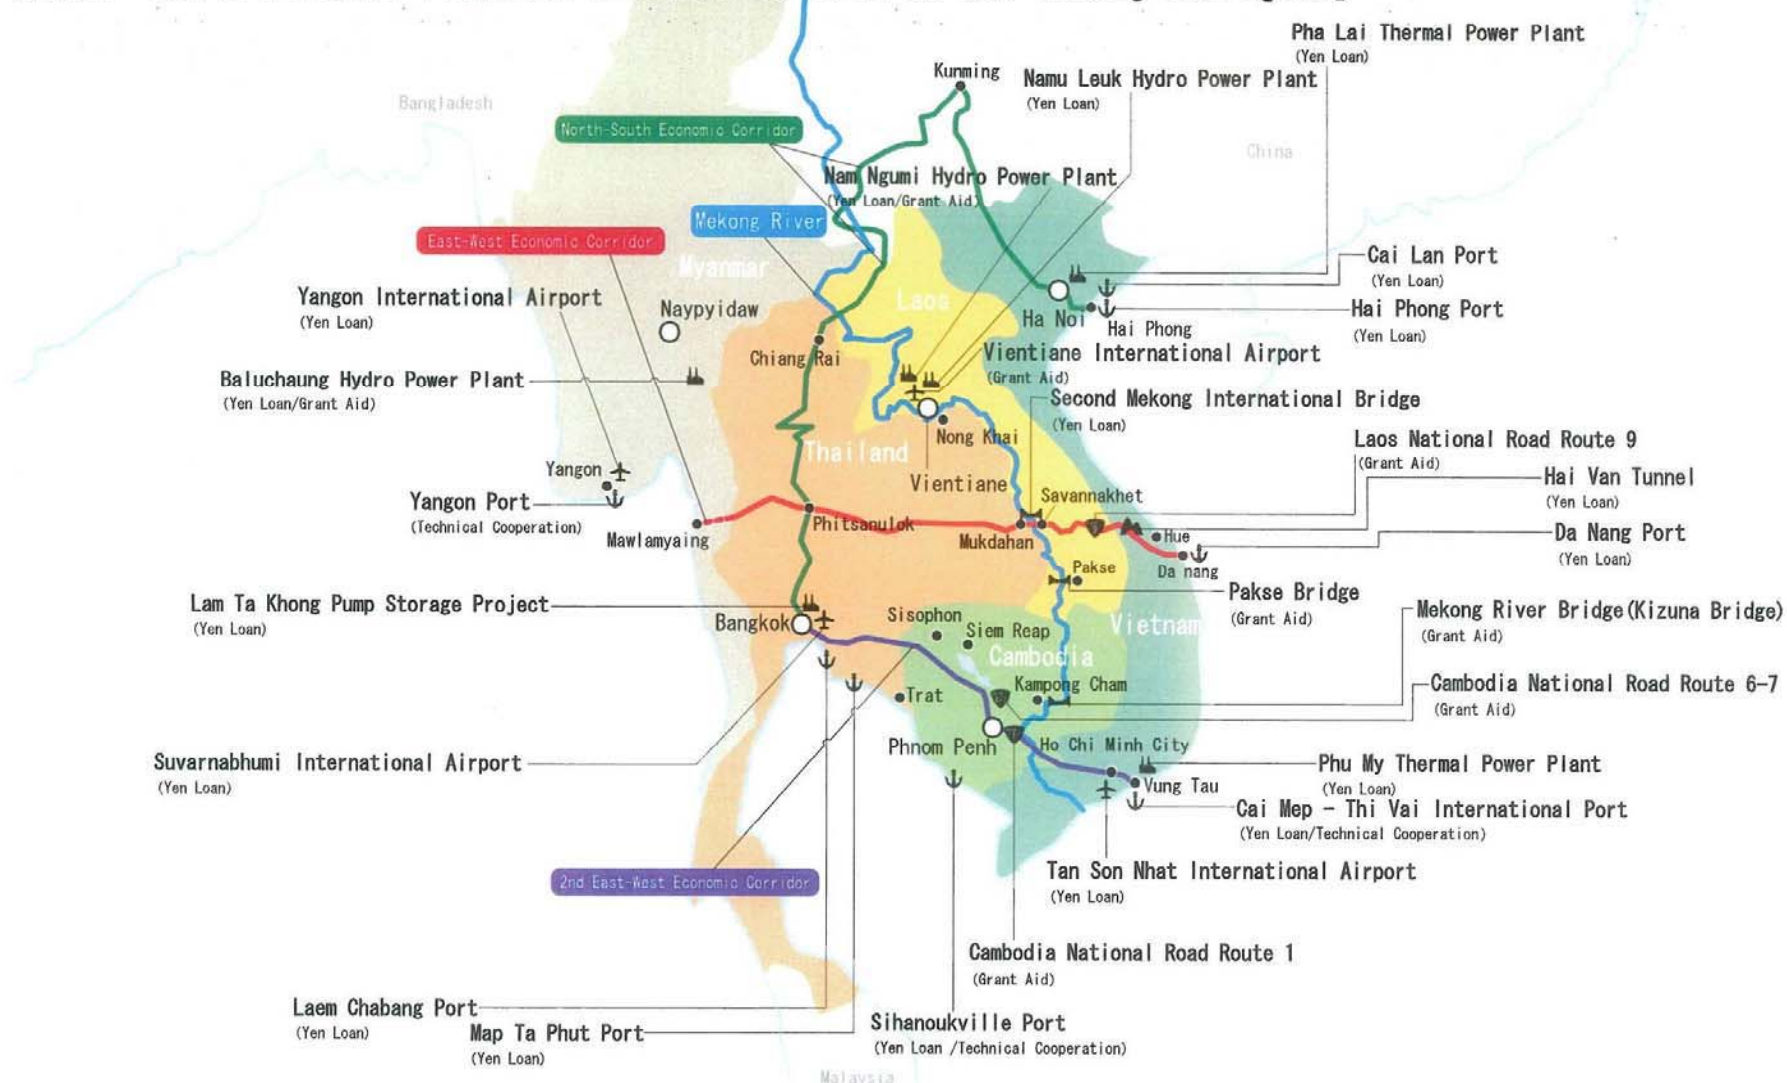 Pha Lai Thermal Power Plant
(Yen Loan)
Kunming
Namu Leuk Hydro Power Plant
(Yen Loan)
Bangladesh
North-South Economic Corridor
China
Nam Ngumi Hydro Power Plant
(Yen Loan/Grant Aid)
Mekong River
East-West Economic Corridor
Myanmar
Cai Lan Port
(Yen Loan)
Yangon International Airport
(Yen Loan)
Naypyidaw
Laos
Hai Phong Port
(Yen Loan)
Ha Noi
Hai Phong
Chiang Rai
Vientiane International Airport
(Grant Aid)
Baluchaung Hydro Power Plant
(Yen Loan/Grant Aid)
Second Mekong International Bridge
(Yen Loan)
Nong Khai
Laos National Road Route 9
(Grant Aid)
Thailand
Hai Van Tunnel
(Yen Loan)
Yangon
Vientiane
Savannakhet
Yangon Port
(Technical Cooperation)
Phitsanulok
Mawlamyaing
Mukdahan
Hue
Da Nang Port
(Yen Loan)
Da nang
Pakse
Pakse Bridge
(Grant Aid)
Lam Ta Khong Pump Storage Project
(Yen Loan)
Bangkok
Sisophon
Siem Reap
Vietnam
Mekong River Bridge(Kizuna Bridge)
(Grant Aid)
Cambodia
Kampong Cham
Trat
Cambodia National Road Route 6-7
(Grant Aid)
Phnom Penh
Ho Chi Minh City
Suvarnabhumi International Airport
(Yen Loan)
Phu My Thermal Power Plant
(Yen Loan)
Vung Tau
Cai Mep - Thi Vai International Port
(Yen Loan/Technical Cooperation)
Tan Son Nhat International Airport
(Yen Loan)
2nd East-West Economic Corridor
Cambodia National Road Route 1
(Grant Aid)
Laem Chabang Port
(Yen Loan)
Map Ta Phut Port
(Yen Loan)
Sihanoukville Port
(Yen Loan /Technical Cooperation)
Malaysia